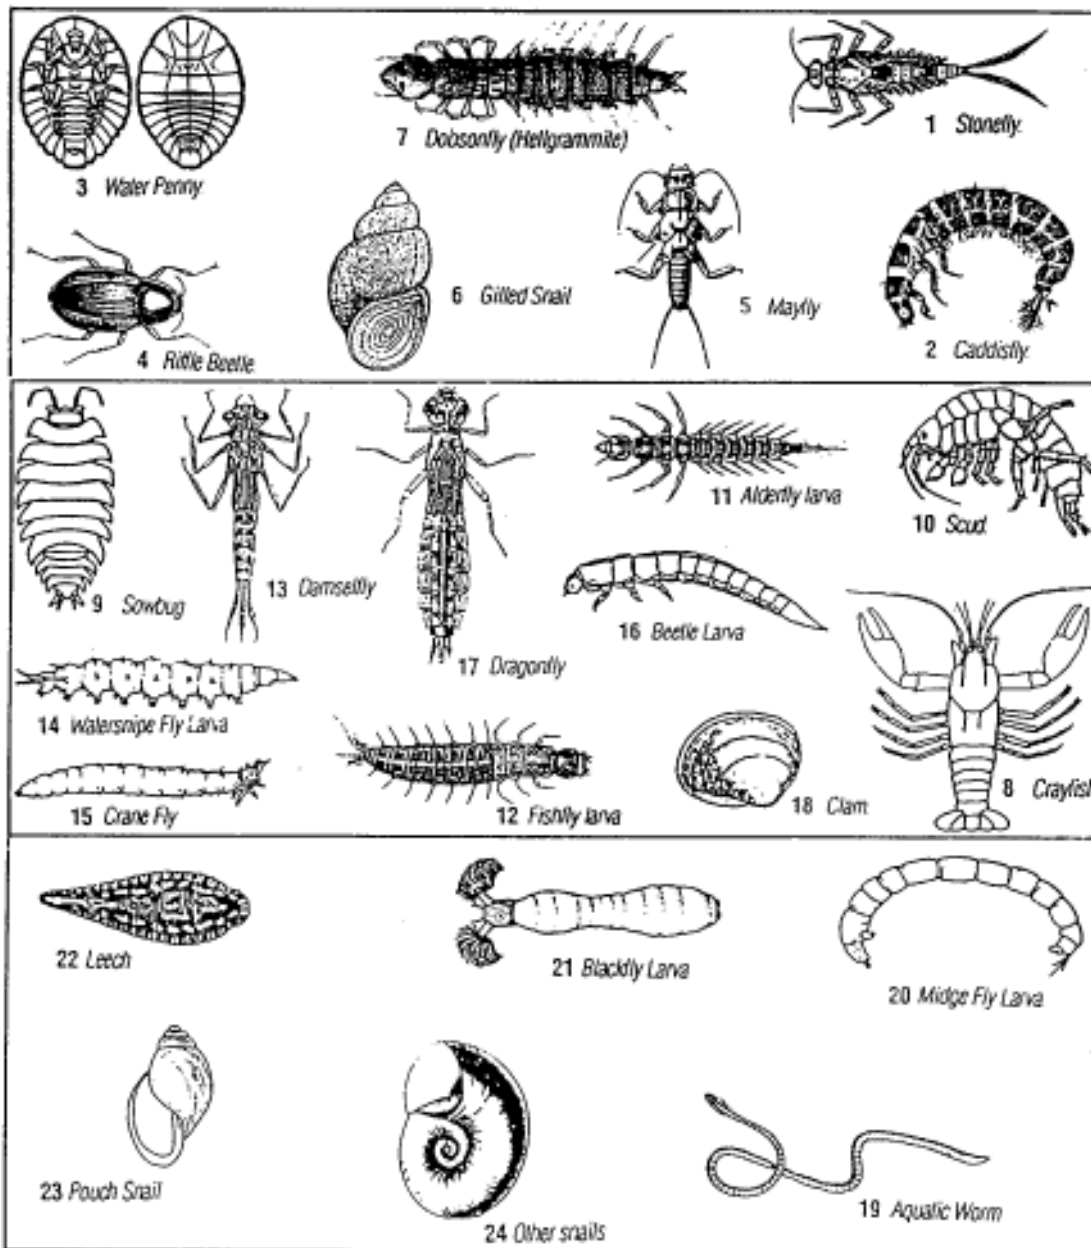 7 Dobsonfly (Hellgrammite)
1 Stonefly
3 Water Penny
6 Gilled Snail
5 Mayfly
2 Caddisfly
4 Riffle Beetle
11 Alderfly larva
10 Scud
13 Damselfly
9 Sowbug
16 Beetle Larva
17 Dragonfly
14 Watersnipe Fly Larva
8 Crayfish
18 Clam
15 Crane Fly
12 Fishfly larva
22 Leech
21 Blackfly Larva
20 Midge Fly Larva
23 Pouch Snail
19 Aquatic Worm
24 Other snails